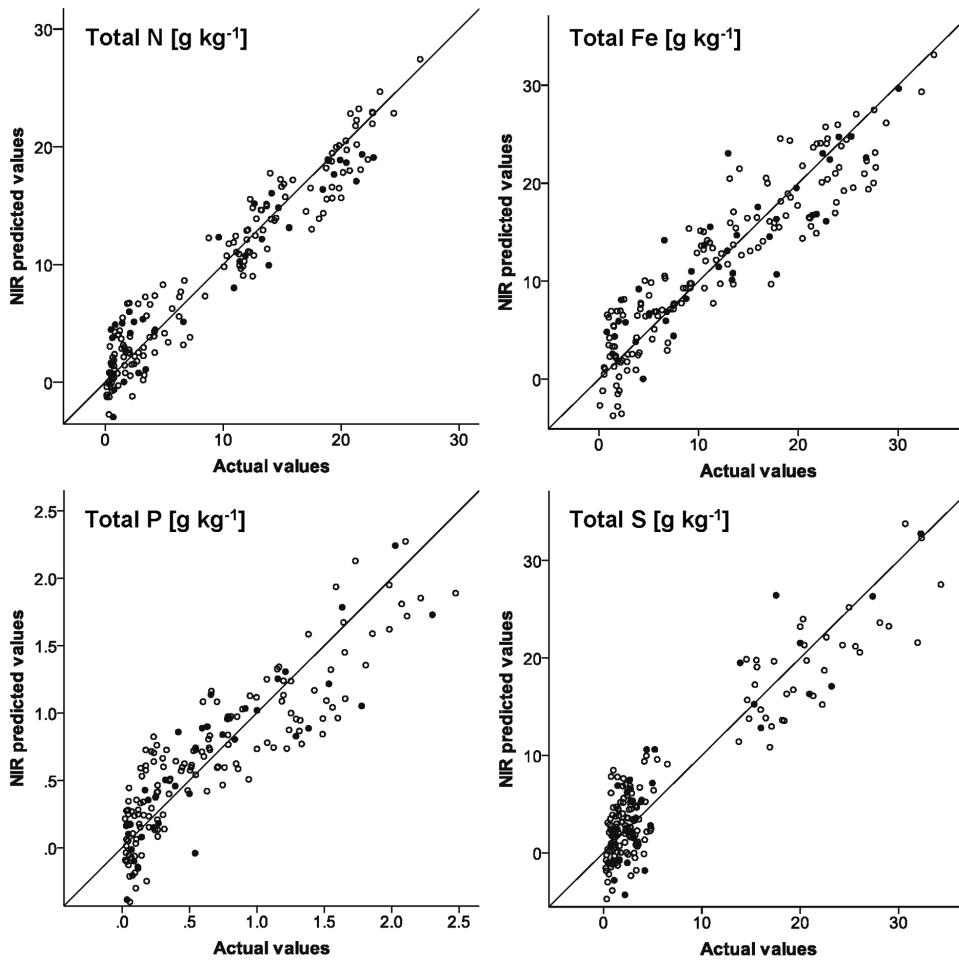 Total N [g kg⁻¹]
30
20
10
0
NIR predicted values
0 10 20 30
Actual values
Total Fe [g kg⁻¹]
30
20
10
0
NIR predicted values
0 10 20 30
Actual values
Total P [g kg⁻¹]
2.5
2.0
1.5
1.0
.5
.0
NIR predicted values
.0 .5 1.0 1.5 2.0 2.5
Actual values
Total S [g kg⁻¹]
30
20
10
0
NIR predicted values
0 10 20 30
Actual values